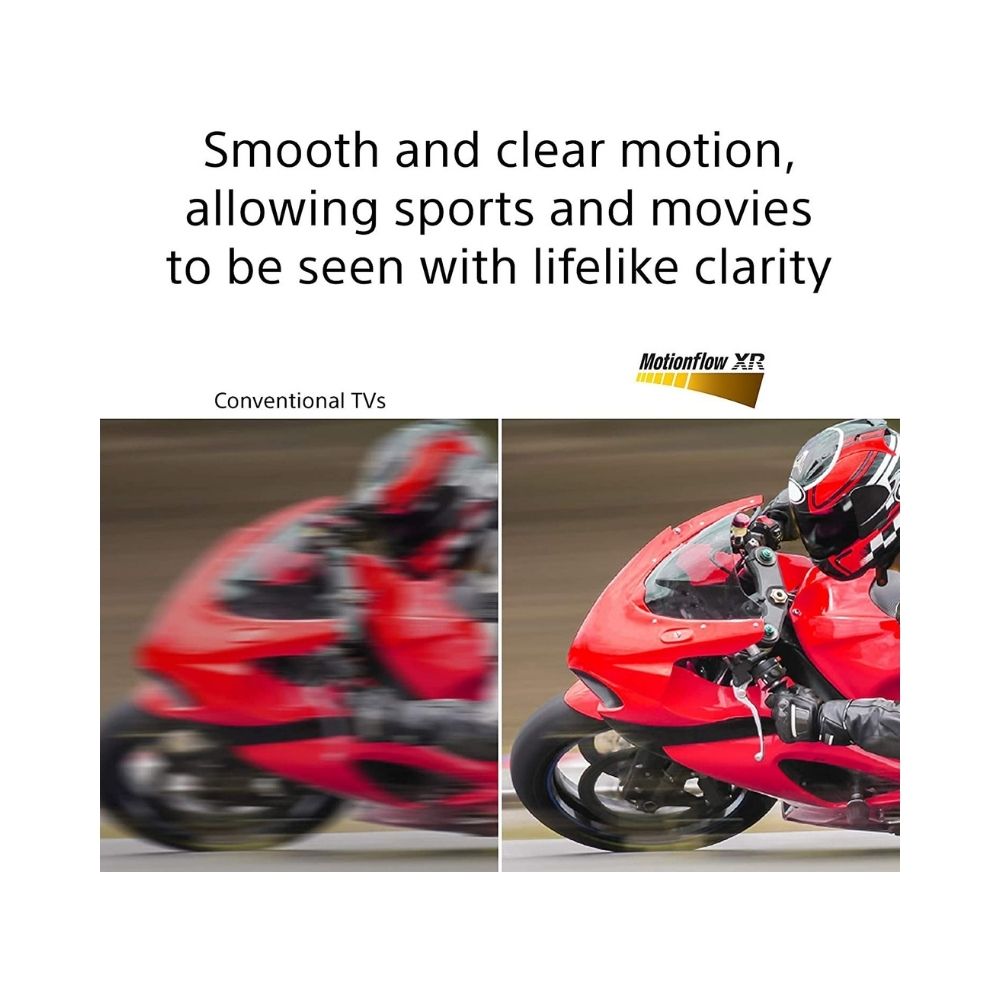 Smooth and clear motion,
allowing sports and movies
to be seen with lifelike clarity
Motionflow XR
Conventional TVs